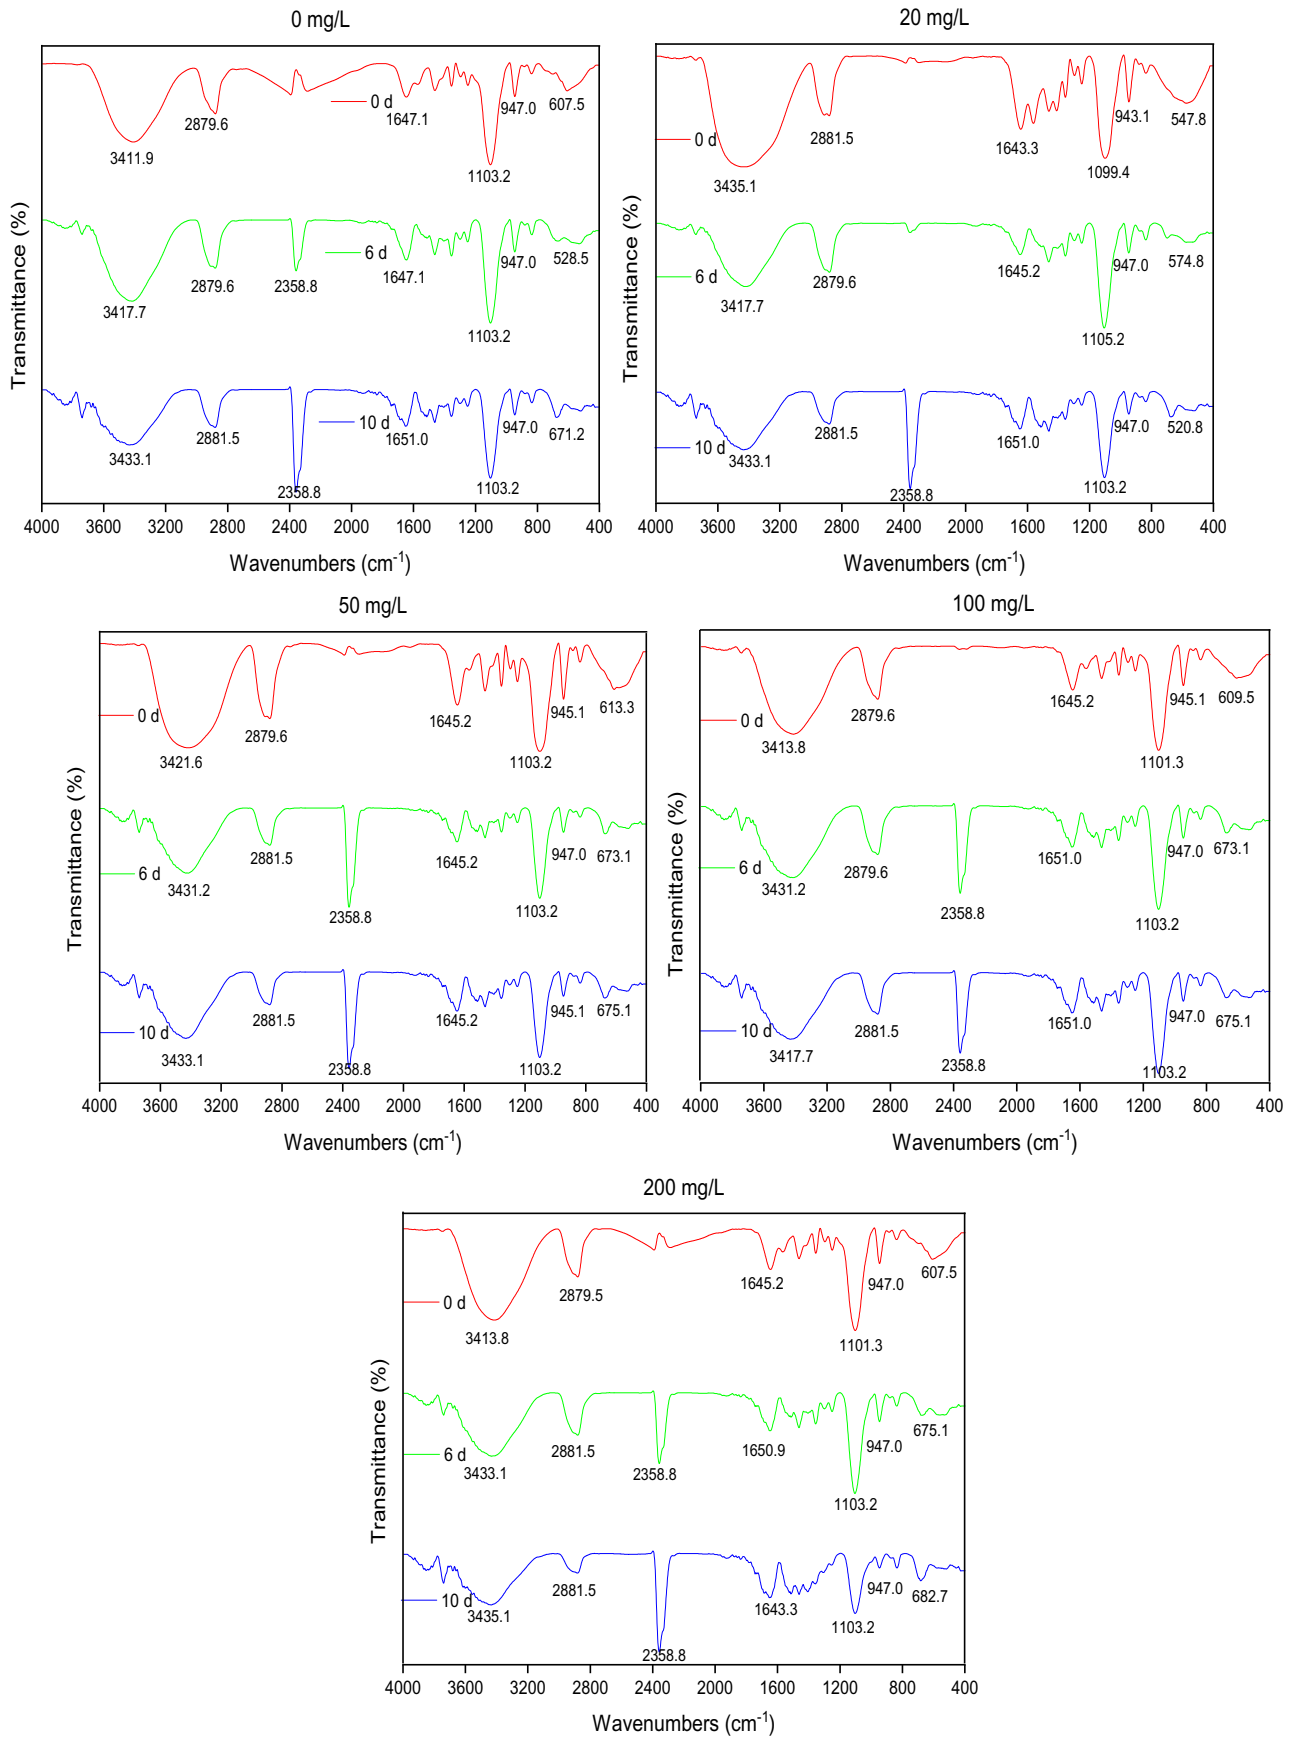 0 mg/L
20 mg/L
0 d
2879.6
1647.1
947.0
607.5
3411.9
1103.2
6 d
2879.6
2358.8
1647.1
947.0
528.5
3417.7
1103.2
10 d
2881.5
1651.0
947.0
671.2
3433.1
2358.8
1103.2
4000 3600 3200 2800 2400 2000 1600 1200 800 400
Wavenumbers (cm-1)
Transmittance (%)
0 d
2881.5
1643.3
943.1
547.8
3435.1
1099.4
6 d
2879.6
1645.2
947.0
574.8
3417.7
1105.2
10 d
2881.5
1651.0
947.0
520.8
3433.1
2358.8
1103.2
4000 3600 3200 2800 2400 2000 1600 1200 800 400
Wavenumbers (cm-1)
Transmittance (%)
50 mg/L
100 mg/L
0 d
2879.6
1645.2
945.1
613.3
3421.6
1103.2
6 d
2881.5
1645.2
947.0
673.1
3431.2
2358.8
1103.2
10 d
2881.5
1645.2
945.1
675.1
3433.1
2358.8
1103.2
4000 3600 3200 2800 2400 2000 1600 1200 800 400
Wavenumbers (cm-1)
Transmittance (%)
0 d
2879.6
1645.2
945.1
609.5
3413.8
1101.3
6 d
2879.6
1651.0
947.0
673.1
3431.2
2358.8
1103.2
10 d
2881.5
1651.0
947.0
675.1
3417.7
2358.8
1103.2
4000 3600 3200 2800 2400 2000 1600 1200 800 400
Wavenumbers (cm-1)
Transmittance (%)
200 mg/L
0 d
2879.5
1645.2
947.0
607.5
3413.8
1101.3
6 d
2881.5
1650.9
947.0
675.1
3433.1
2358.8
1103.2
10 d
2881.5
1643.3
947.0
682.7
3435.1
2358.8
1103.2
4000 3600 3200 2800 2400 2000 1600 1200 800 400
Wavenumbers (cm-1)
Transmittance (%)